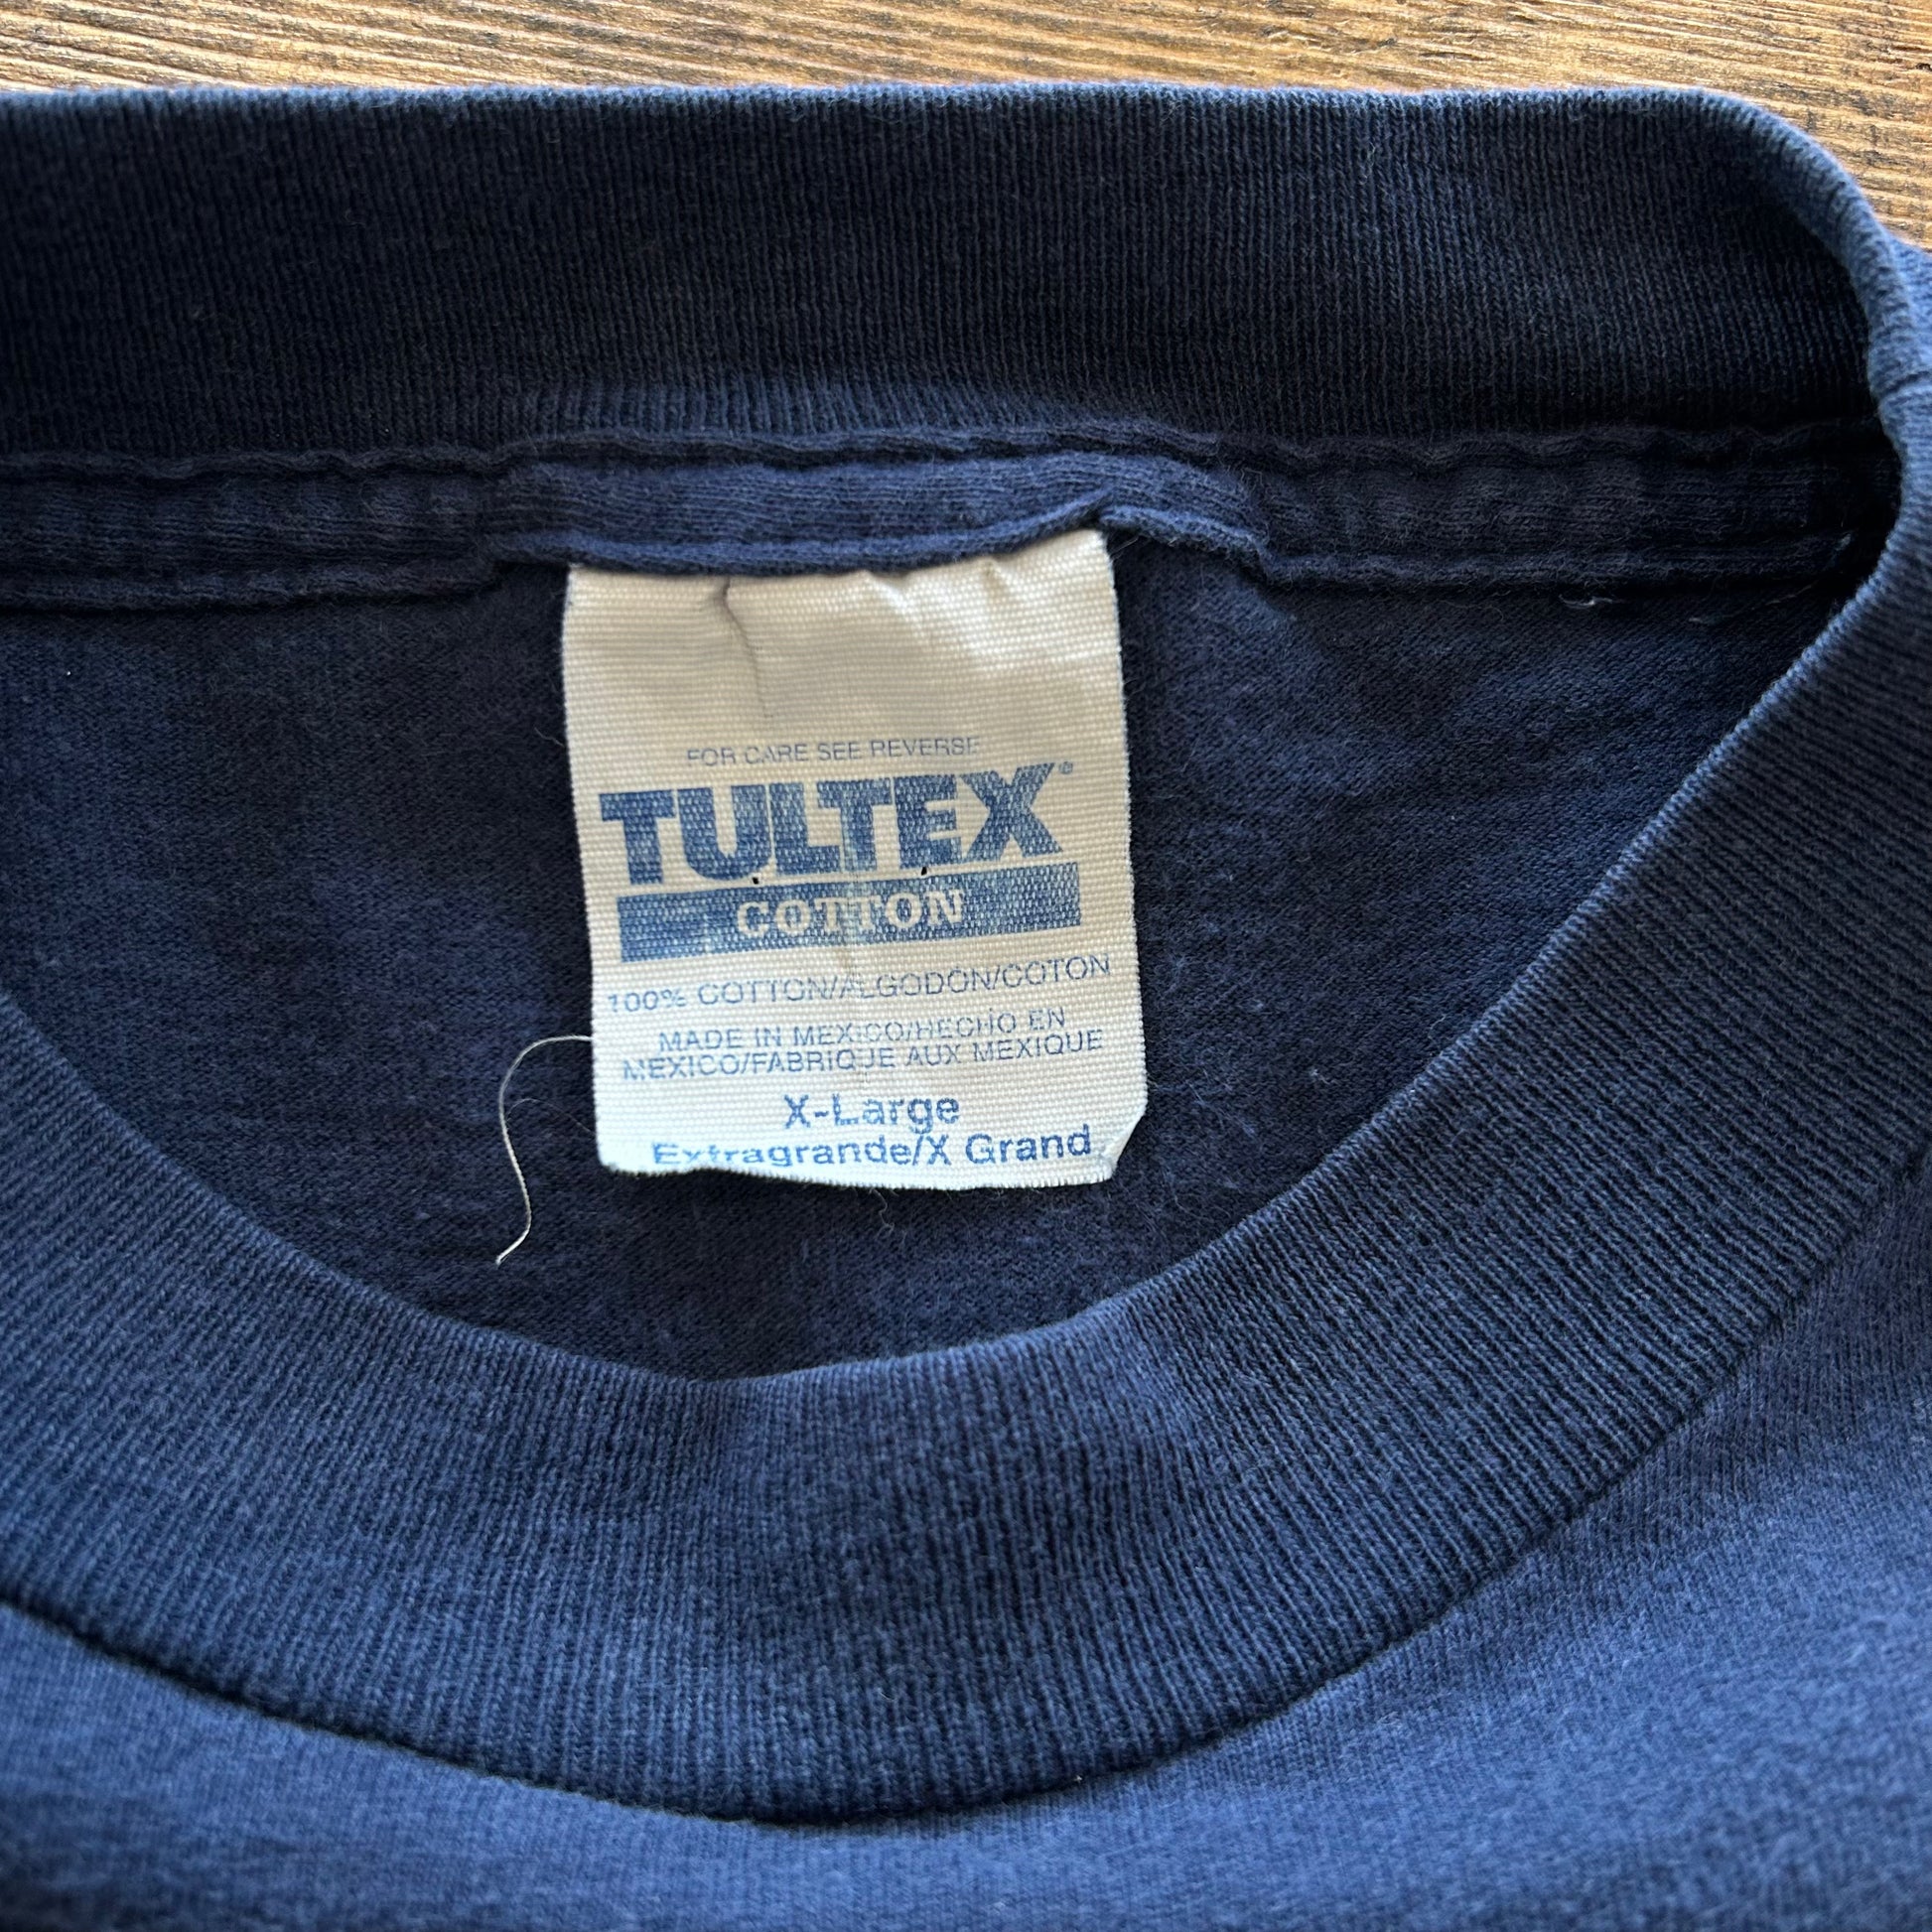 FOR CARE SEE REVERSE
TULTEX®
COTTON
100% COTTON/ALGODON/COTON
MADE IN MEXICO/HECHO EN
MEXICO/FABRIQUE AUX MEXIQUE
X-Large
Extragrande/X Grand